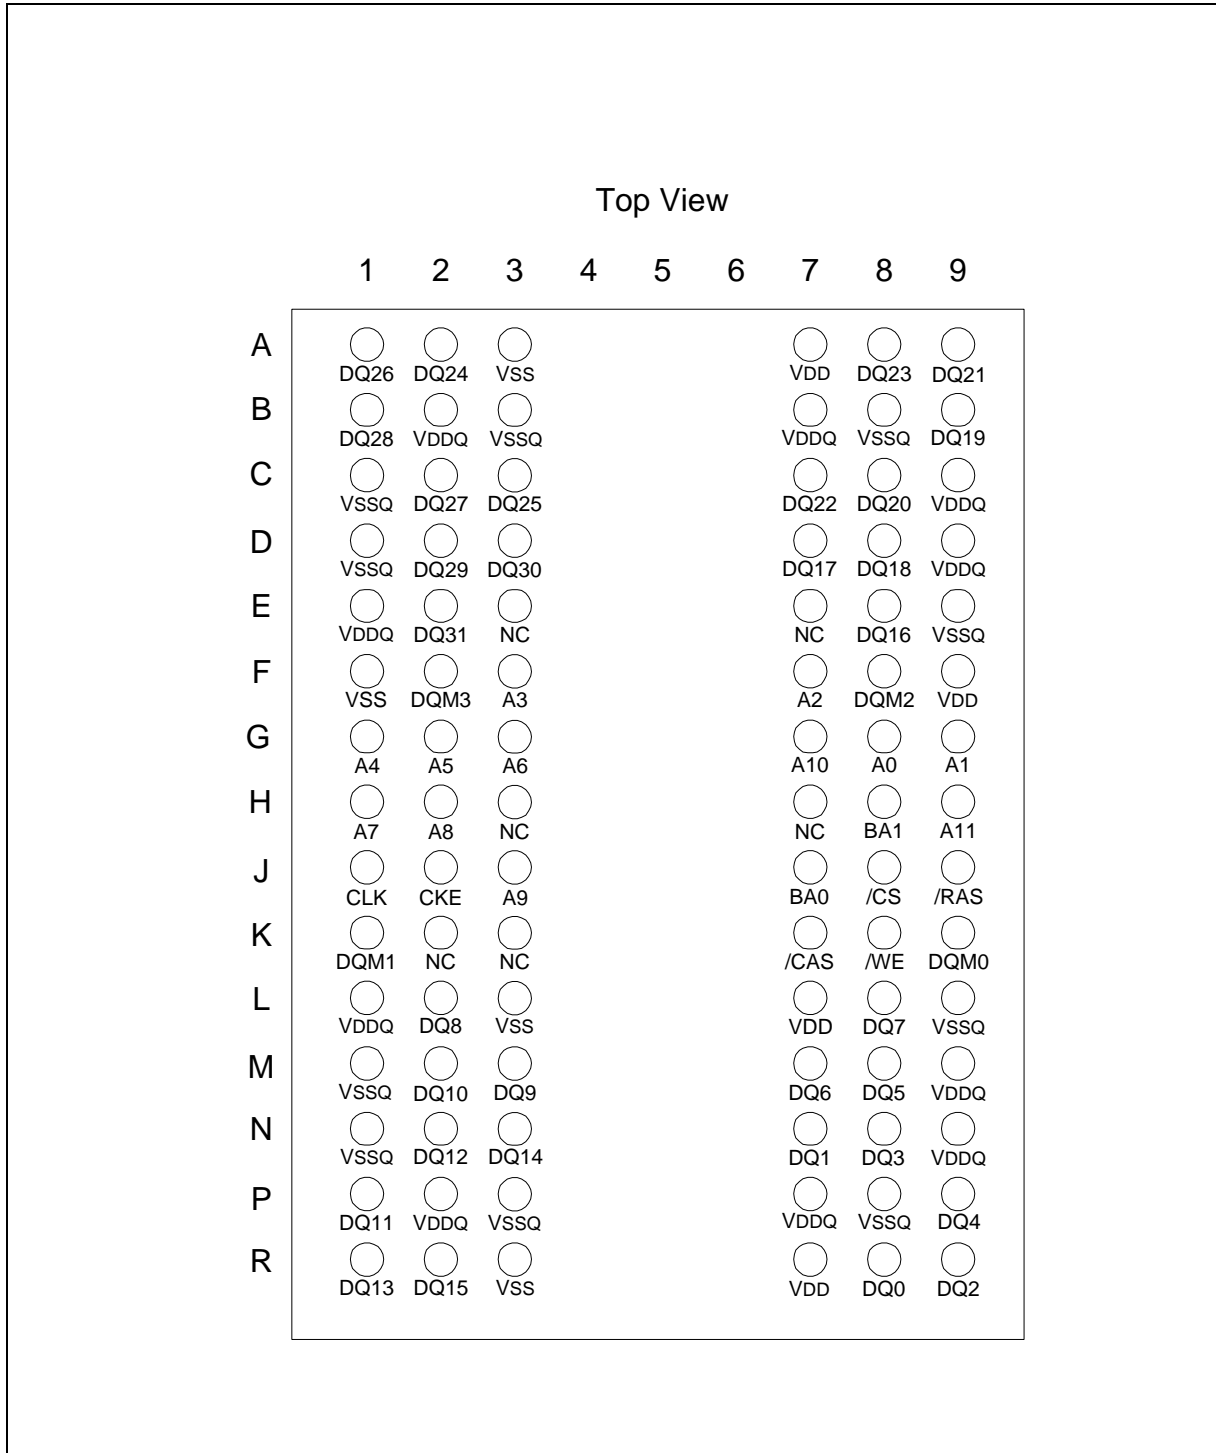 Top View
1 2 3 4 5 6 7 8 9
A
DQ26 DQ24 VSS VDD DQ23 DQ21
B
DQ28 VDDQ VSSQ VDDQ VSSQ DQ19
C
VSSQ DQ27 DQ25 DQ22 DQ20 VDDQ
D
VSSQ DQ29 DQ30 DQ17 DQ18 VDDQ
E
VDDQ DQ31 NC NC DQ16 VSSQ
F
VSS DQM3 A3 A2 DQM2 VDD
G
A4 A5 A6 A10 A0 A1
H
A7 A8 NC NC BA1 A11
J
CLK CKE A9 BA0 /CS /RAS
K
DQM1 NC NC /CAS /WE DQM0
L
VDDQ DQ8 VSS VDD DQ7 VSSQ
M
VSSQ DQ10 DQ9 DQ6 DQ5 VDDQ
N
VSSQ DQ12 DQ14 DQ1 DQ3 VDDQ
P
DQ11 VDDQ VSSQ VDDQ VSSQ DQ4
R
DQ13 DQ15 VSS VDD DQ0 DQ2